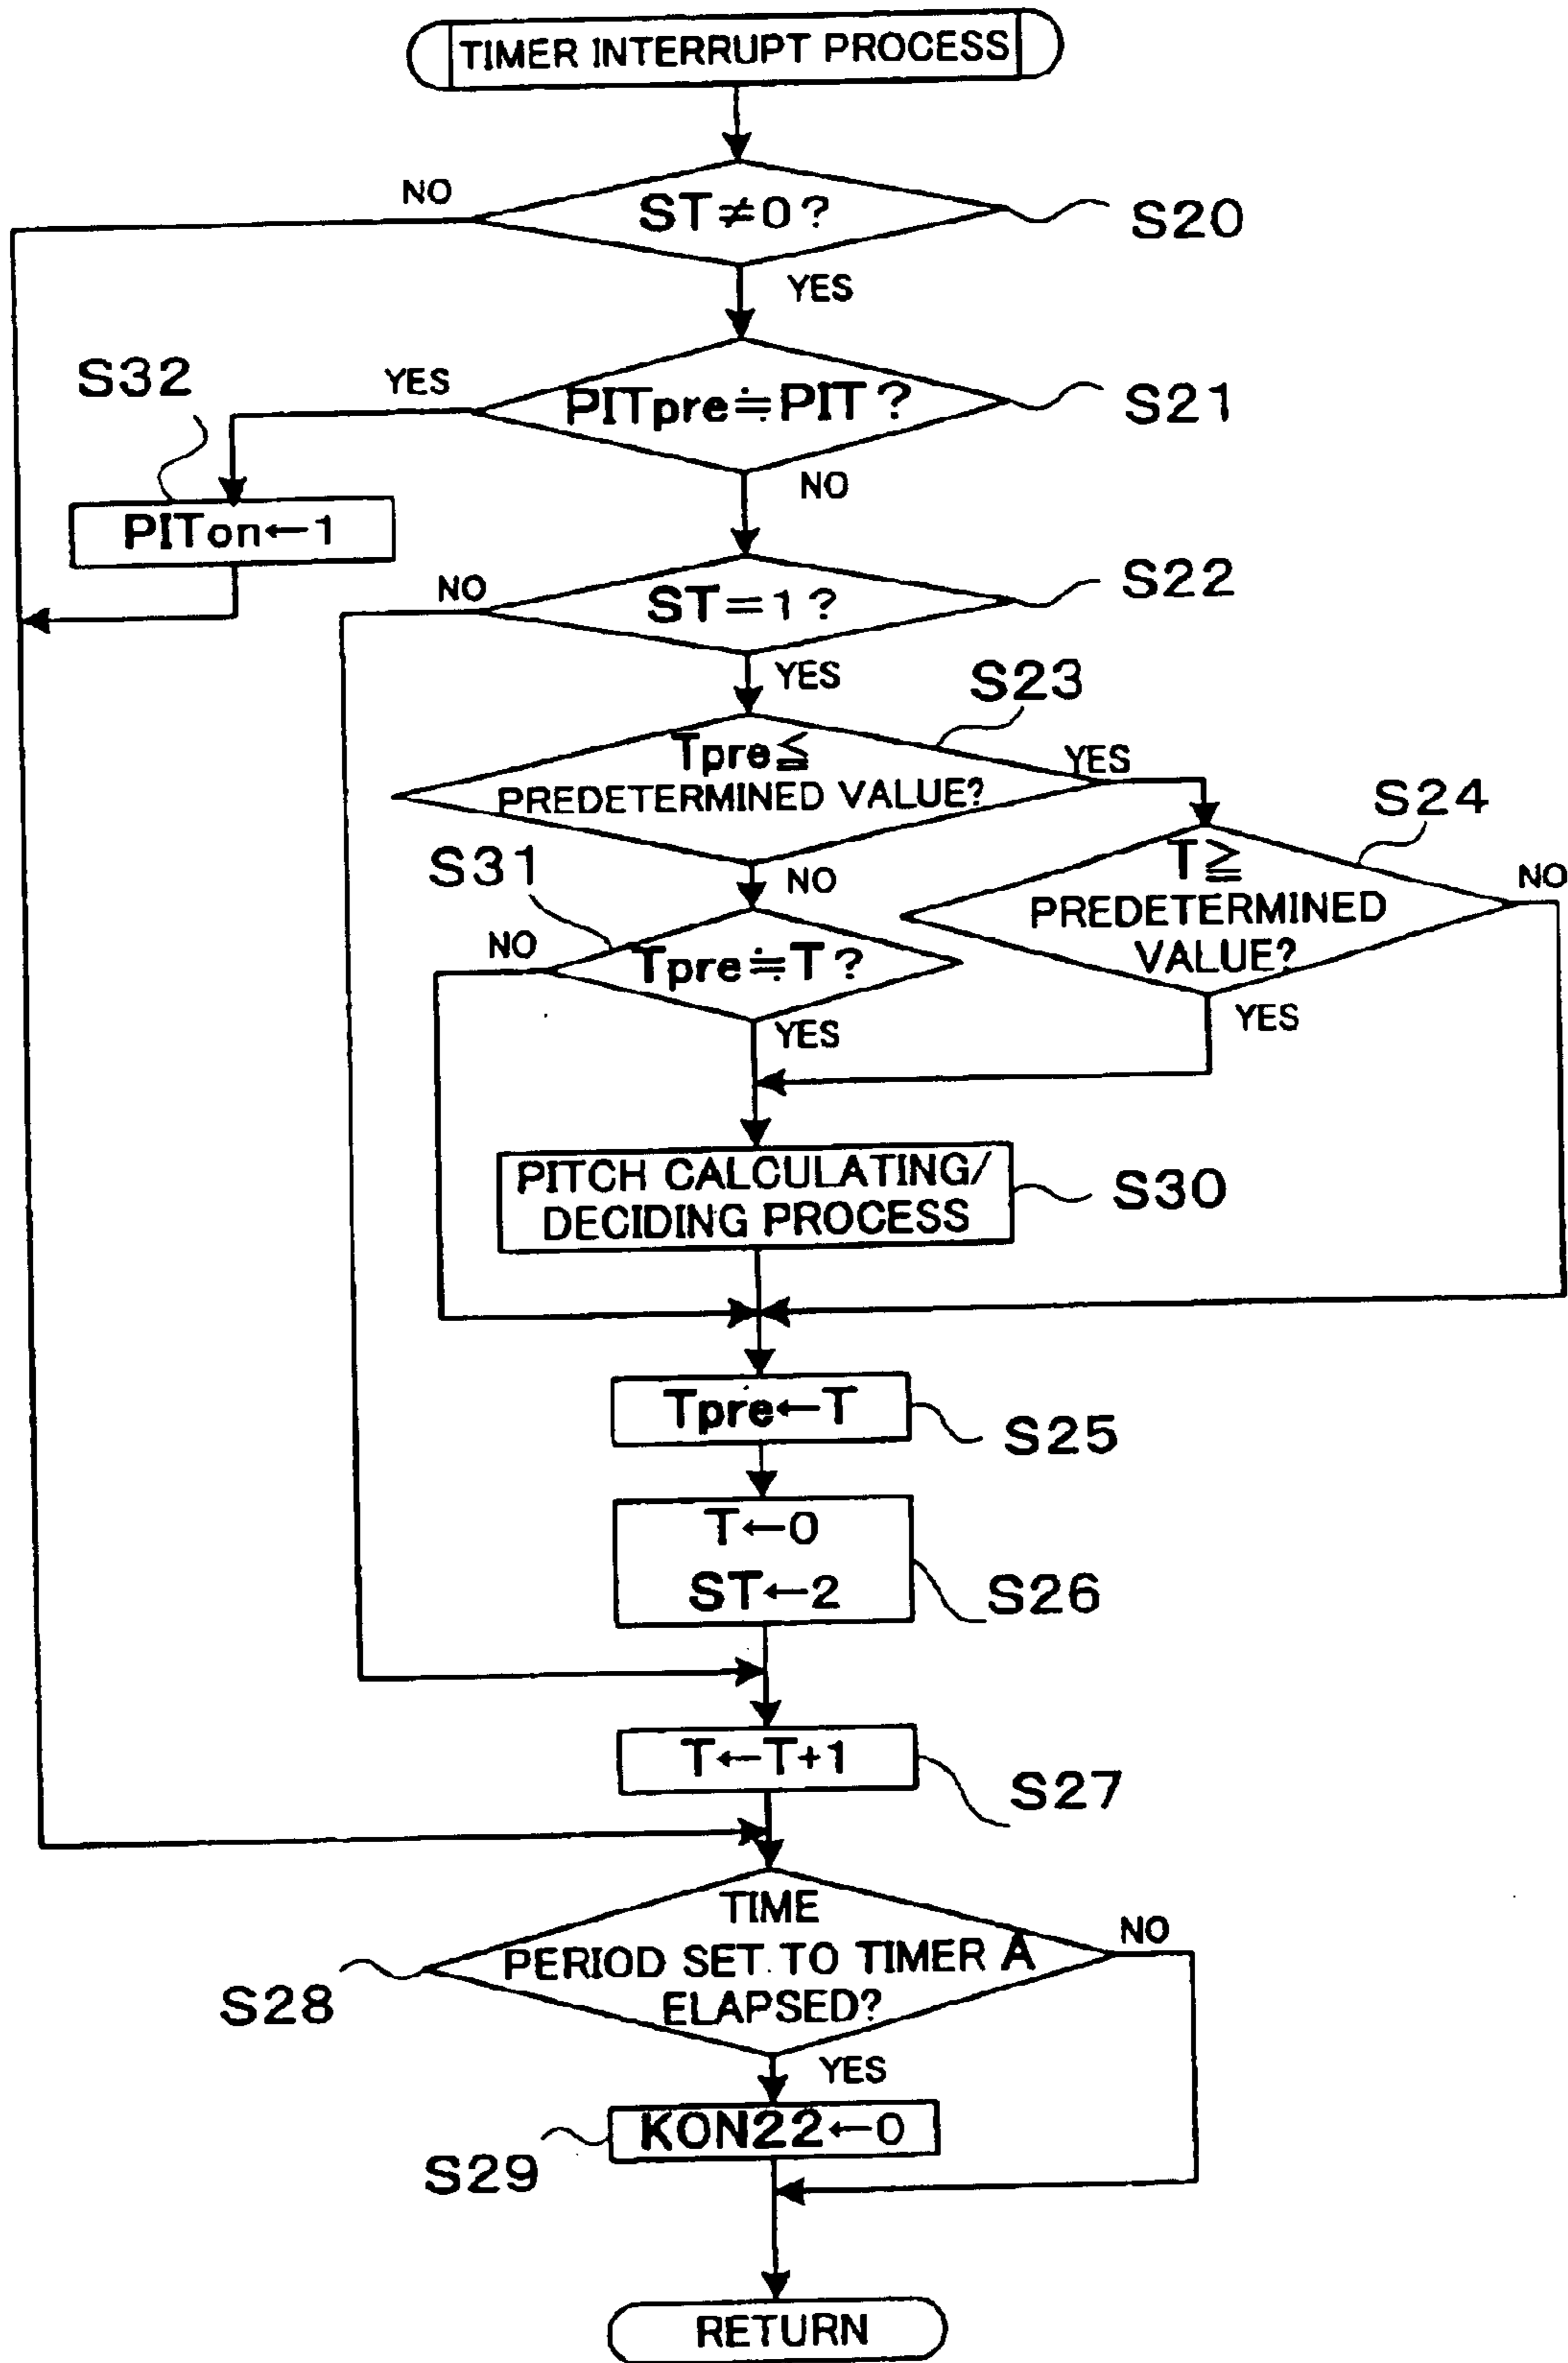 TIMER INTERRUPT PROCESS
NO
ST≠0?
S20
YES
S32
YES
PITpre≒PIT?
S21
NO
PITon←1
NO
ST=1?
S22
YES
S23
Tpre≦
PREDETERMINED VALUE?
YES
S24
S31
NO
T≧
PREDETERMINED
VALUE?
NO
NO
Tpre≒T?
YES
YES
PITCH CALCULATING/
DECIDING PROCESS
S30
Tpre←T
S25
T←0
ST←2
S26
T←T+1
S27
TIME
PERIOD SET TO TIMER A
ELAPSED?
NO
S28
YES
KON22←0
S29
RETURN